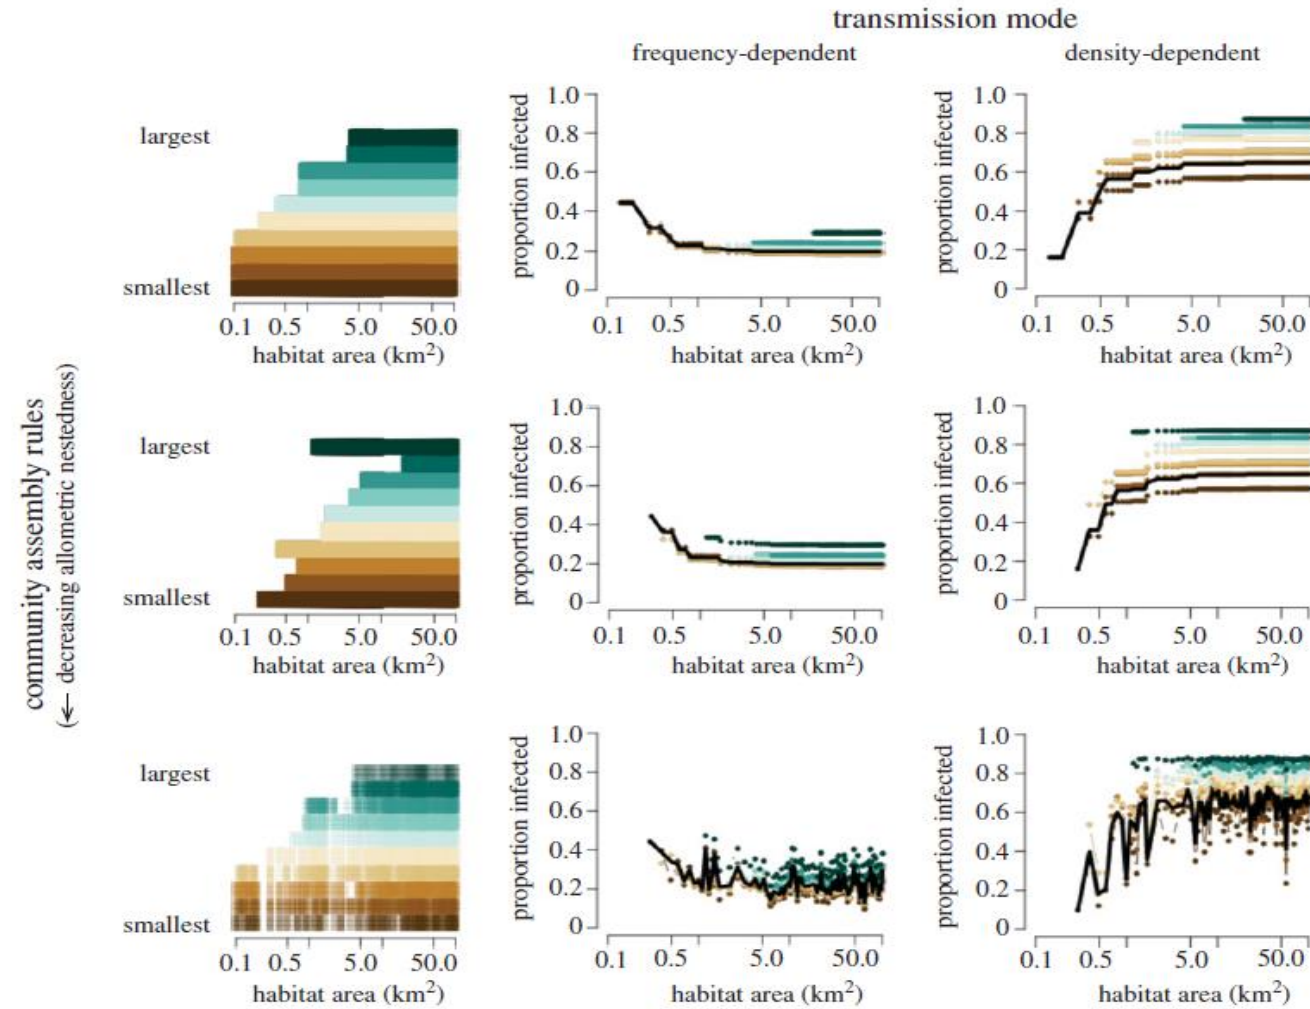 transmission mode
frequency-dependent
density-dependent
community assembly rules
(← decreasing allometric nestedness)
largest
smallest
0.1 0.5 5.0 50.0
habitat area (km²)
proportion infected
1.0
0.8
0.6
0.4
0.2
0
0.1 0.5 5.0 50.0
habitat area (km²)
proportion infected
1.0
0.8
0.6
0.4
0.2
0
0.1 0.5 5.0 50.0
habitat area (km²)
largest
smallest
0.1 0.5 5.0 50.0
habitat area (km²)
proportion infected
1.0
0.8
0.6
0.4
0.2
0
0.1 0.5 5.0 50.0
habitat area (km²)
proportion infected
1.0
0.8
0.6
0.4
0.2
0
0.1 0.5 5.0 50.0
habitat area (km²)
largest
smallest
0.1 0.5 5.0 50.0
habitat area (km²)
proportion infected
1.0
0.8
0.6
0.4
0.2
0
0.1 0.5 5.0 50.0
habitat area (km²)
proportion infected
1.0
0.8
0.6
0.4
0.2
0
0.1 0.5 5.0 50.0
habitat area (km²)